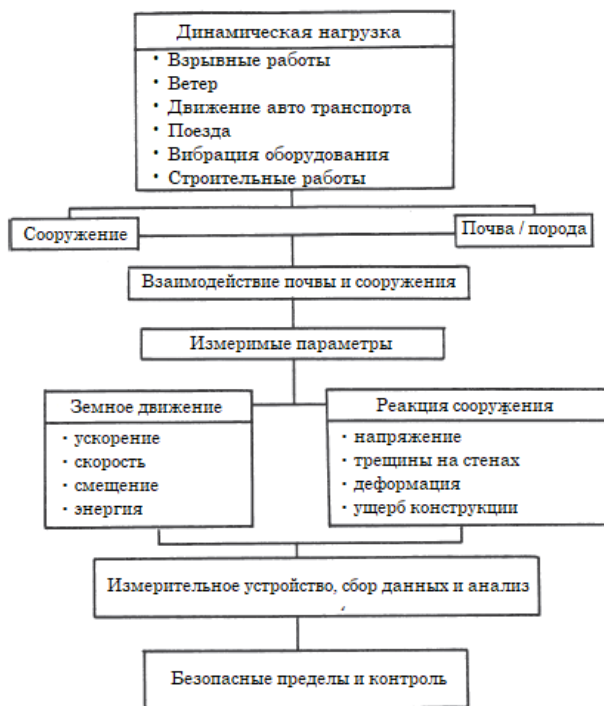 Динамическая нагрузка
• Взрывные работы
• Ветер
• Движение авто транспорта
• Поезда
• Вибрация оборудования
• Строительные работы
Сооружение
Почва / порода
Взаимодействие почвы и сооружения
Измеримые параметры
Земное движение
· ускорение
· скорость
· смещение
· энергия
Реакция сооружения
· напряжение
· трещины на стенах
· деформация
· ущерб конструкции
Измерительное устройство, сбор данных и анализ
Безопасные пределы и контроль